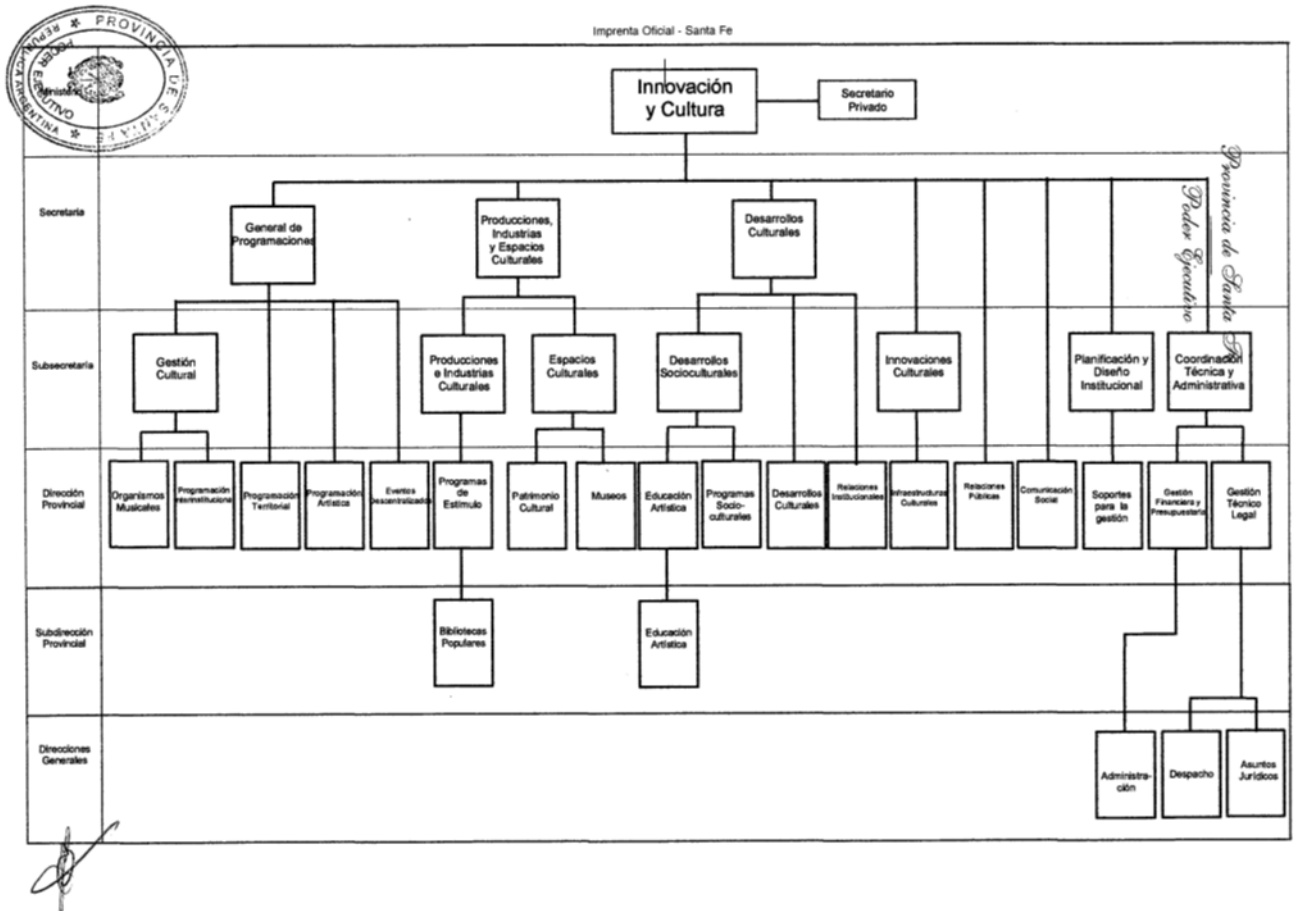 Imprenta Oficial - Santa Fe
PROVINCIA DE SANTA FE
REPUBLICA ARGENTINA
PODER EJECUTIVO
Ministerio
Innovación
y Cultura
Secretario
Privado
Provincia de Santa Fe
Poder Ejecutivo
Secretaria
General de
Programaciones
Producciones,
Industrias
y Espacios
Culturales
Desarrollos
Culturales
Subsecretaría
Gestión
Cultural
Producciones
e Industrias
Culturales
Espacios
Culturales
Desarrollos
Socioculturales
Innovaciones
Culturales
Planificación y
Diseño
Institucional
Coordinación
Técnica y
Administrativa
Dirección
Provincial
Organismos
Musicales
Programación
Interinstitucional
Programación
Territorial
Programación
Artística
Eventos
Descentralizados
Programas
de
Estímulo
Patrimonio
Cultural
Museos
Educación
Artística
Programas
Socio-
culturales
Desarrollos
Culturales
Relaciones
Institucionales
Infraestructuras
Culturales
Relaciones
Públicas
Comunicación
Social
Soportes
para la
gestión
Gestión
Financiera y
Presupuestaria
Gestión
Técnico
Legal
Subdirección
Provincial
Bibliotecas
Populares
Educación
Artística
Direcciones
Generales
Administra-
ción
Despacho
Asuntos
Jurídicos